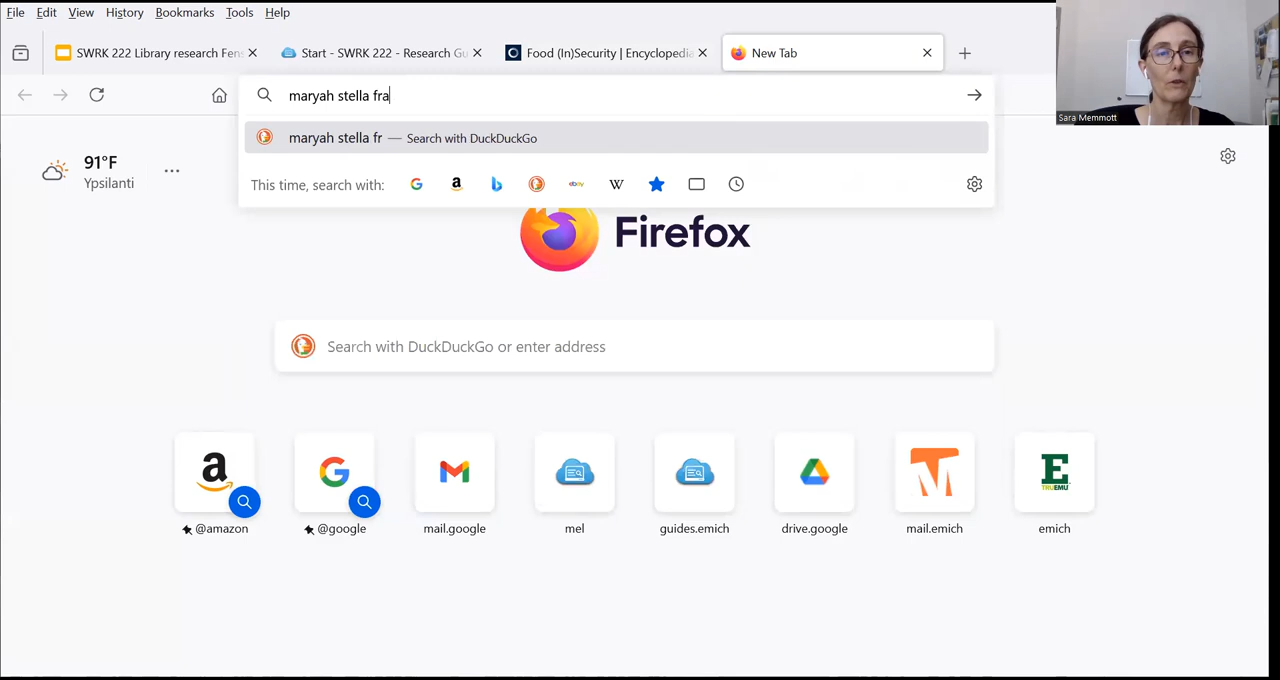 File Edit View History Bookmarks Tools Help
SWRK 222 Library research Fens
Start - SWRK 222 - Research Gu
Food (In)Security | Encyclopedia
New Tab
maryah stella fra
maryah stella fr — Search with DuckDuckGo
This time, search with:
91°F
Ypsilanti
Firefox
Search with DuckDuckGo or enter address
@amazon
@google
mail.google
mel
guides.emich
drive.google
mail.emich
emich
TRUEMU
Sara Memmott